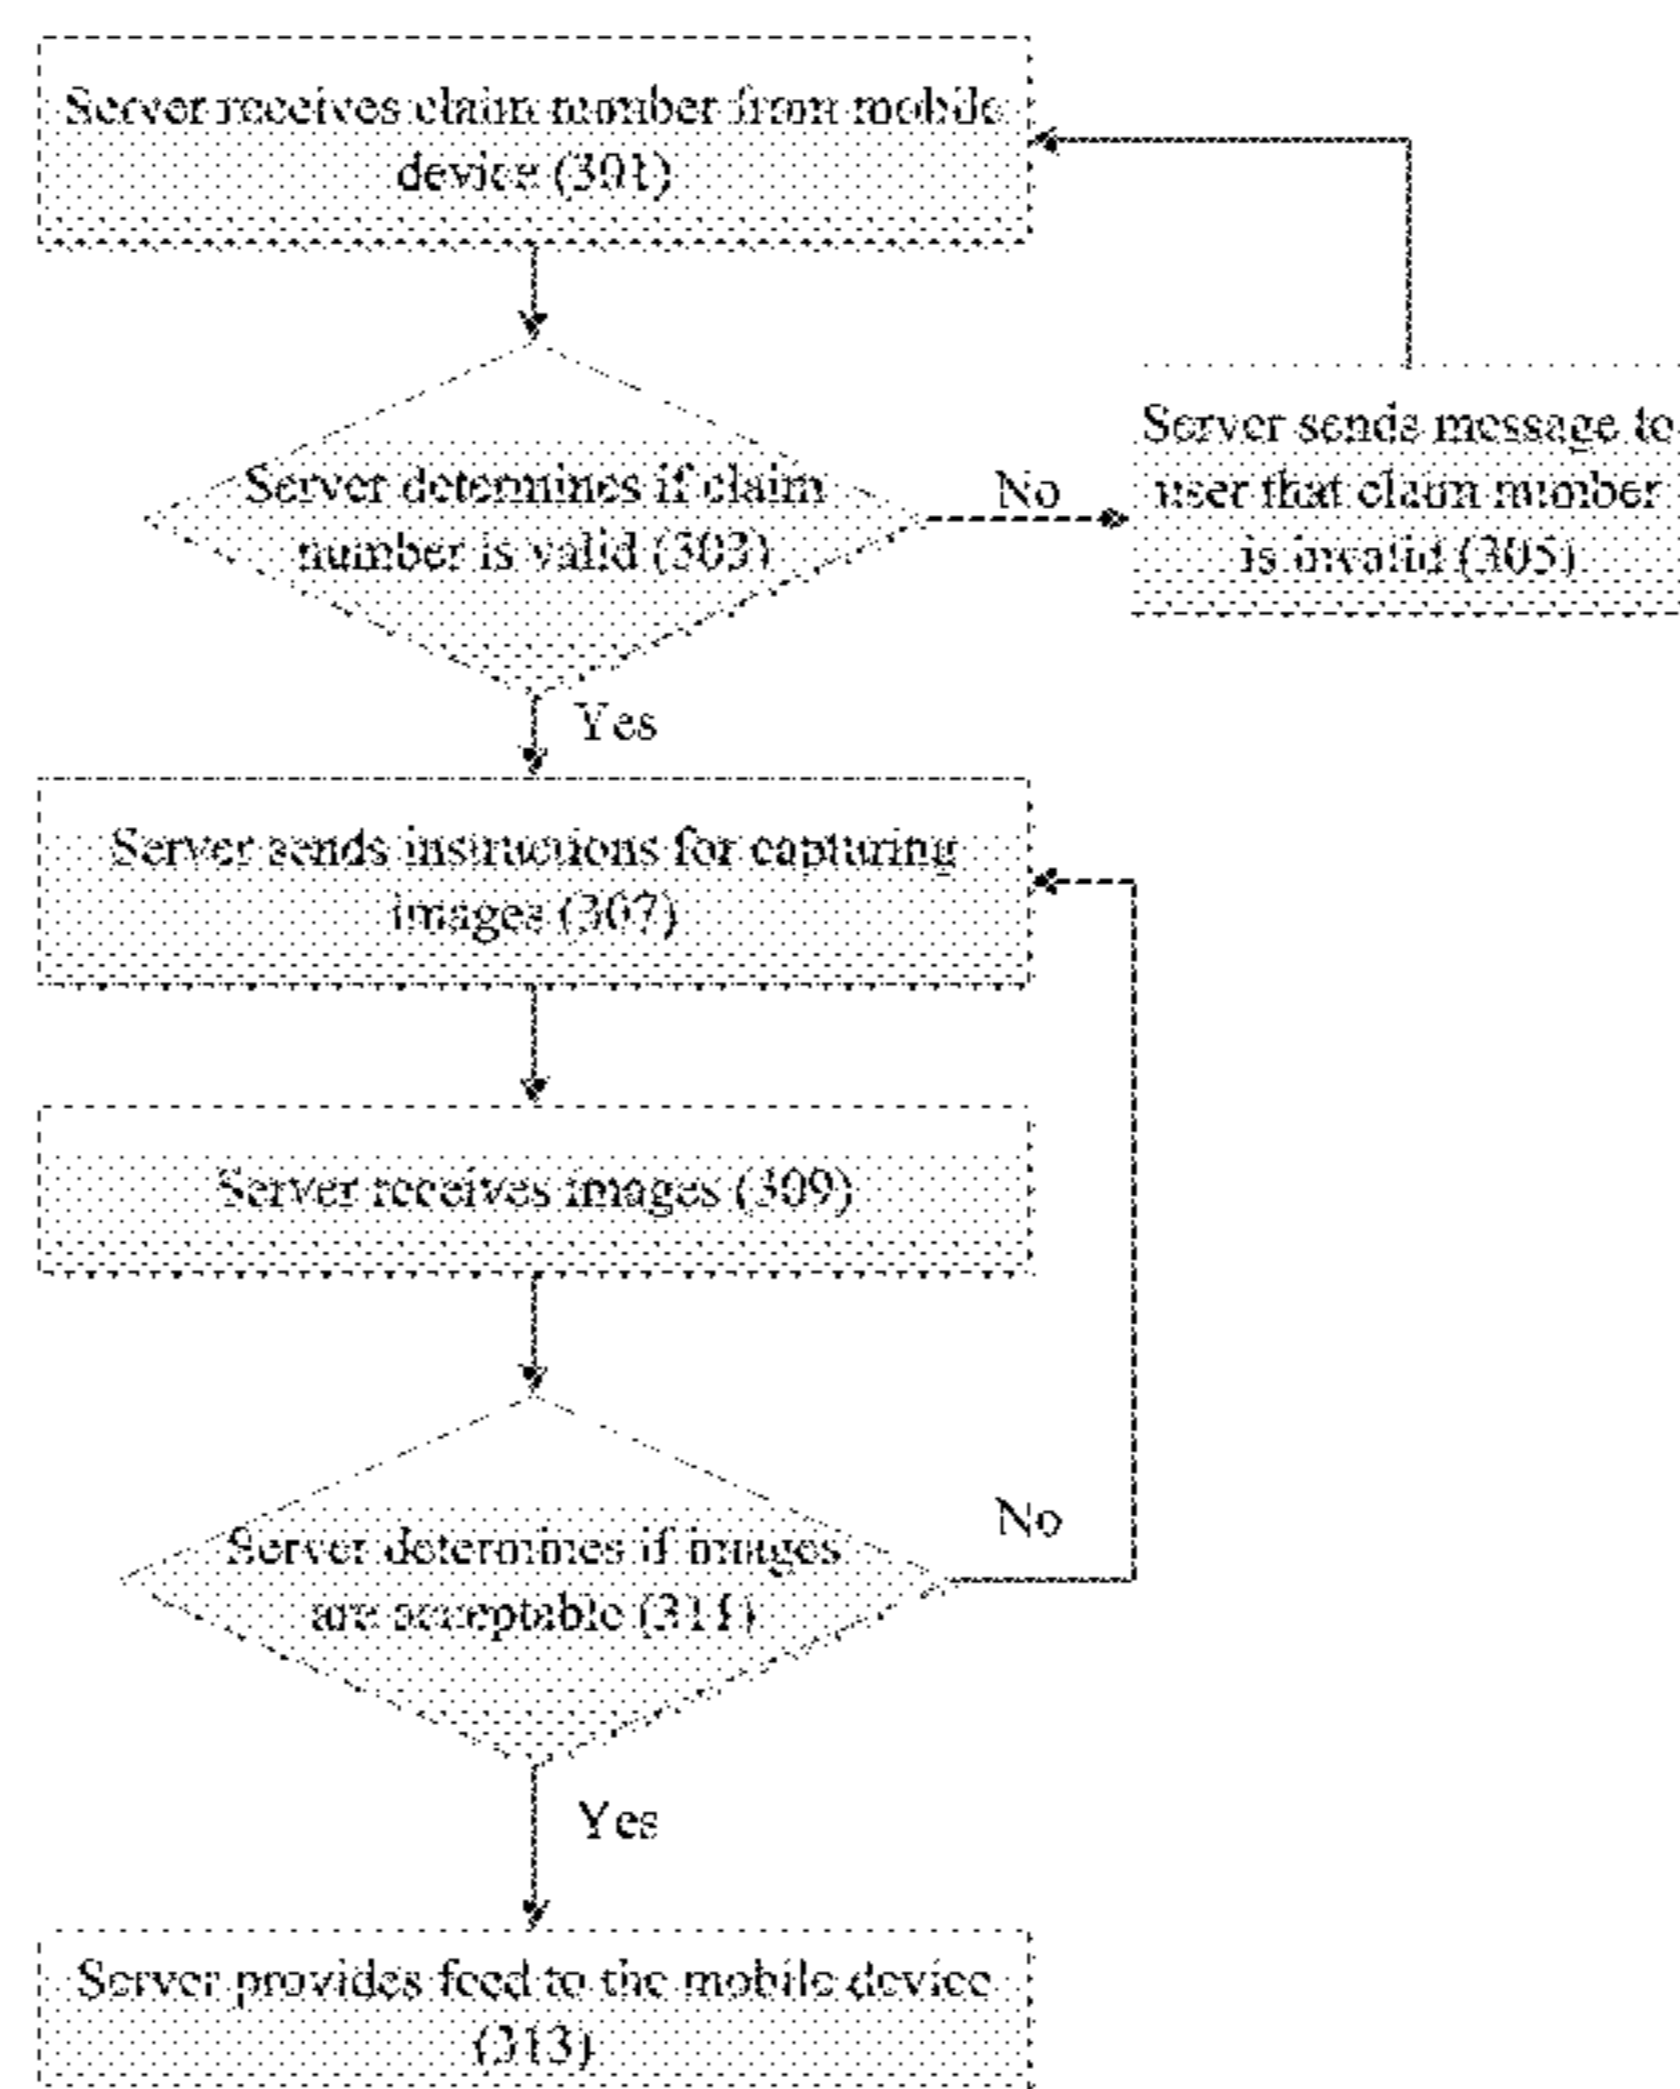 Server receives claim number from mobile
device (301)
Server determines if claim
number is valid (303)
No
Server sends message to
user that claim number
is invalid (305)
Yes
Server sends instructions for capturing
images (307)
Server receives images (309)
Server determines if images
are acceptable (311)
No
Yes
Server provides feed to the mobile device
(313)